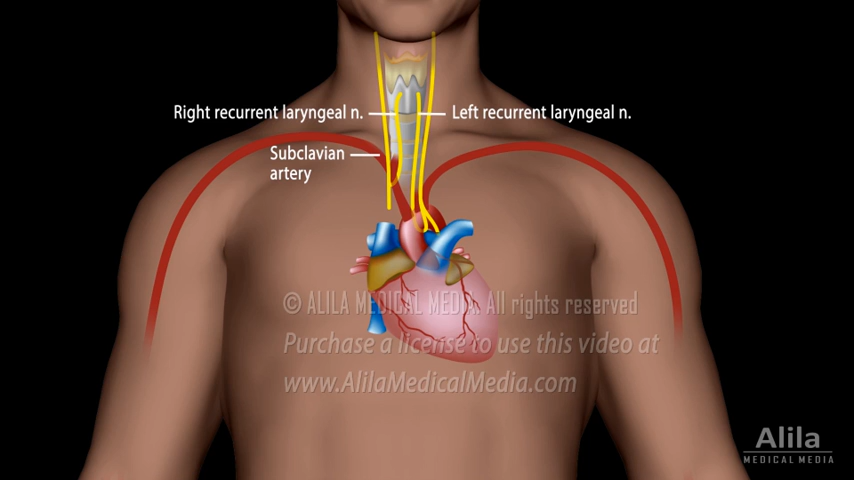 Right recurrent laryngeal n.
Left recurrent laryngeal n.
Subclavian
artery
© ALILA MEDICAL MEDIA. All rights reserved
Purchase a license to use this video at
www.AlilaMedicalMedia.com
Alila
MEDICAL MEDIA